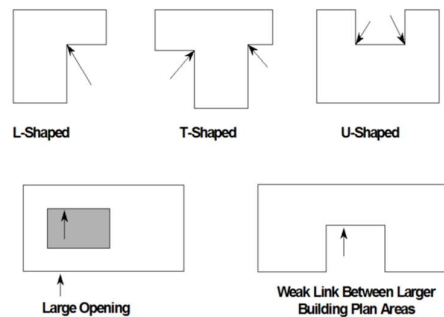 L-Shaped
T-Shaped
U-Shaped
Large Opening
Weak Link Between Larger
Building Plan Areas